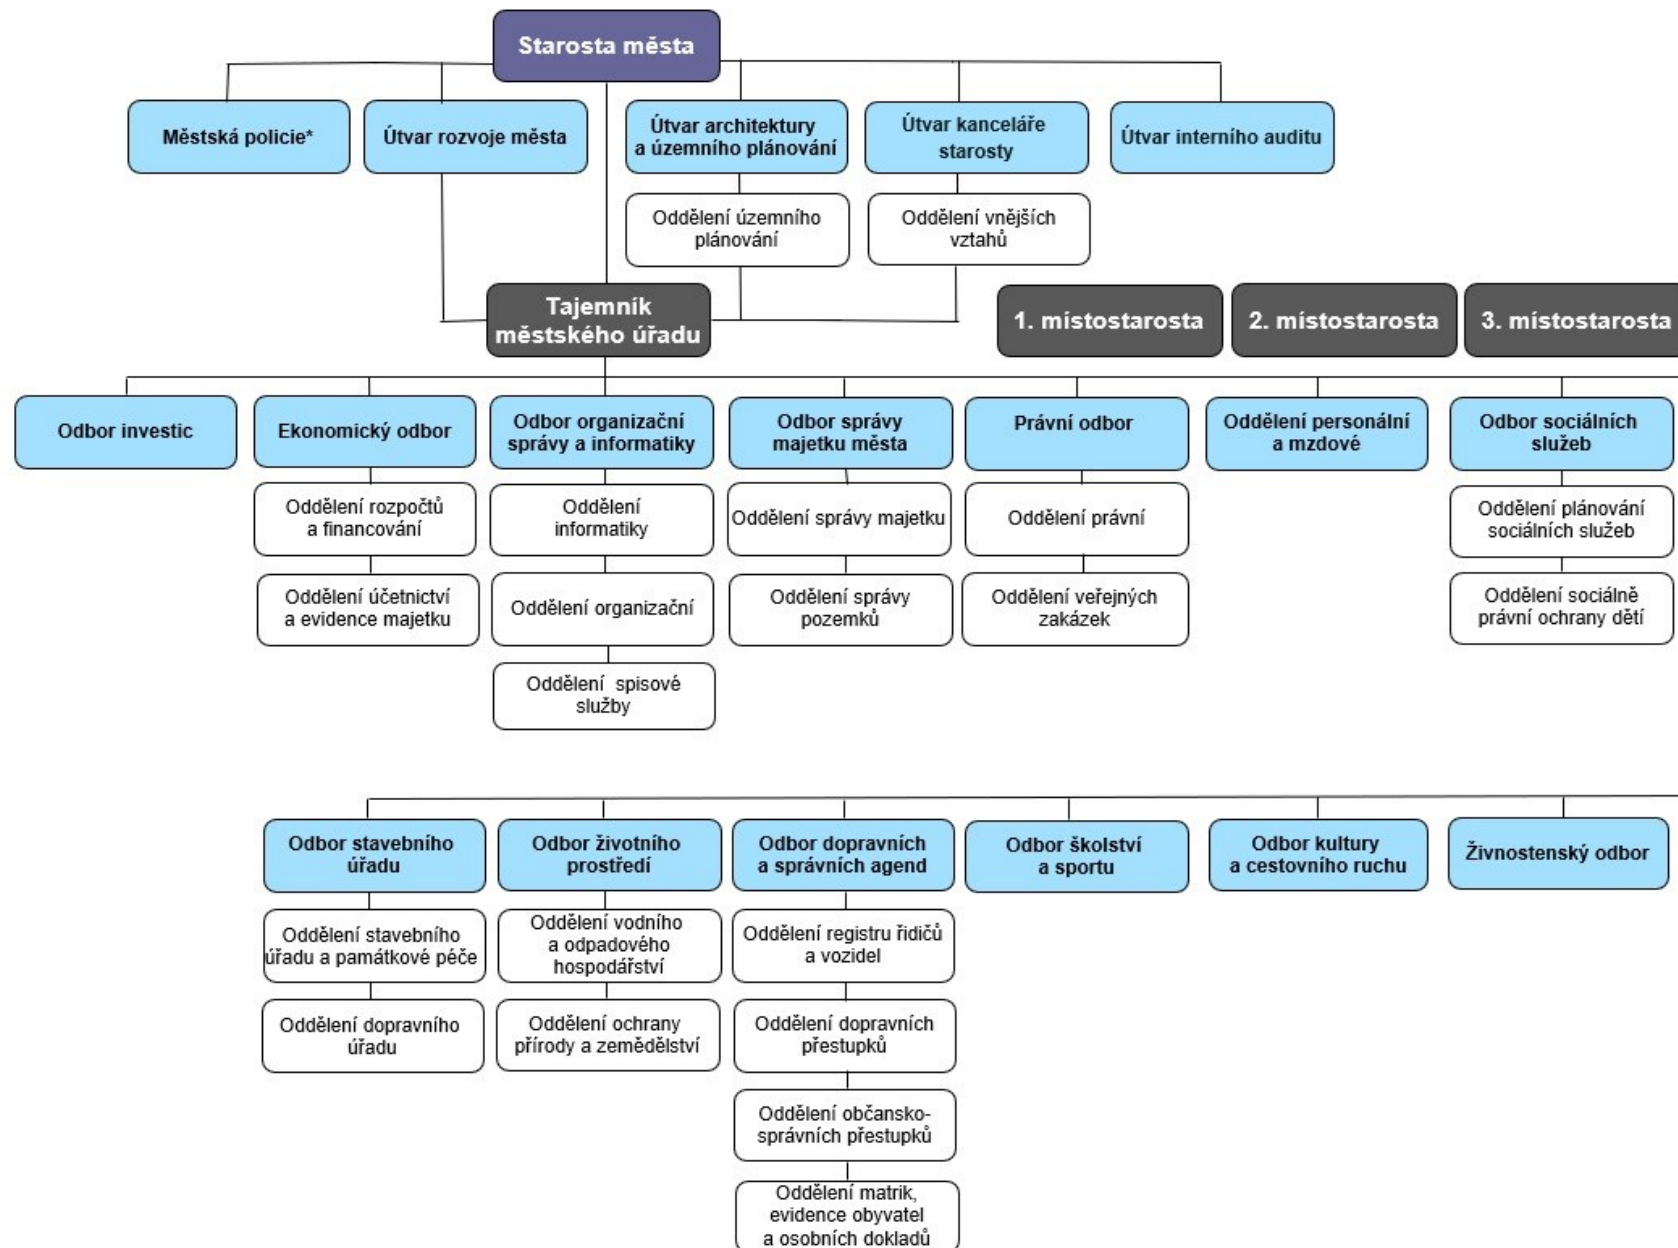 Starosta města
Městská policie*
Útvar rozvoje města
Útvar architektury
a územního plánování
Útvar kanceláře
starosty
Útvar interního auditu
Oddělení územního
plánování
Oddělení vnějších
vztahů
Tajemník
městského úřadu
1. místostarosta
2. místostarosta
3. místostarosta
Odbor investic
Ekonomický odbor
Odbor organizační
správy a informatiky
Odbor správy
majetku města
Právní odbor
Oddělení personální
a mzdové
Odbor sociálních
služeb
Oddělení rozpočtů
a financování
Oddělení
informatiky
Oddělení správy majetku
Oddělení právní
Oddělení plánování
sociálních služeb
Oddělení účetnictví
a evidence majetku
Oddělení organizační
Oddělení správy
pozemků
Oddělení veřejných
zakázek
Oddělení sociálně
právní ochrany dětí
Oddělení spisové
služby
Odbor stavebního
úřadu
Odbor životního
prostředí
Odbor dopravních
a správních agend
Odbor školství
a sportu
Odbor kultury
a cestovního ruchu
Živnostenský odbor
Oddělení stavebního
úřadu a památkové péče
Oddělení vodního
a odpadového
hospodářství
Oddělení registru řidičů
a vozidel
Oddělení dopravního
úřadu
Oddělení ochrany
přírody a zemědělství
Oddělení dopravních
přestupků
Oddělení občansko-
správních přestupků
Oddělení matrik,
evidence obyvatel
a osobních dokladů